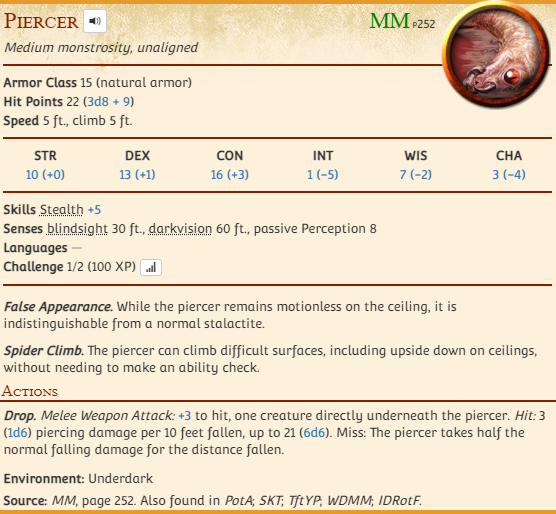 PIERCER
MM P252
Medium monstrosity, unaligned
Armor Class 15 (natural armor)
Hit Points 22 (3d8 + 9)
Speed 5 ft., climb 5 ft.
STR DEX CON INT WIS CHA
10 (+0) 13 (+1) 16 (+3) 1 (−5) 7 (−2) 3 (−4)
Skills Stealth +5
Senses blindsight 30 ft., darkvision 60 ft., passive Perception 8
Languages —
Challenge 1/2 (100 XP)
False Appearance. While the piercer remains motionless on the ceiling, it is
indistinguishable from a normal stalactite.
Spider Climb. The piercer can climb difficult surfaces, including upside down on ceilings,
without needing to make an ability check.
ACTIONS
Drop. Melee Weapon Attack: +3 to hit, one creature directly underneath the piercer. Hit: 3
(1d6) piercing damage per 10 feet fallen, up to 21 (6d6). Miss: The piercer takes half the
normal falling damage for the distance fallen.
Environment: Underdark
Source: MM, page 252. Also found in PotA; SKT; TftYP; WDMM; IDRotF.